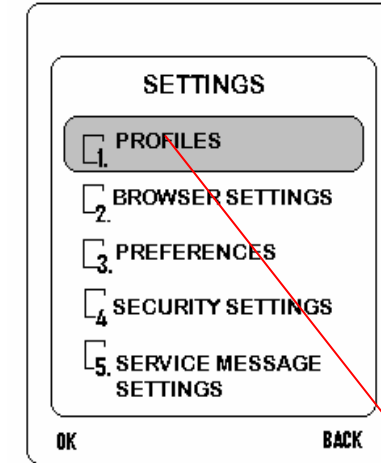 SETTINGS
1. PROFILES
2. BROWSER SETTINGS
3. PREFERENCES
4 SECURITY SETTINGS
5. SERVICE MESSAGE
SETTINGS
OK BACK